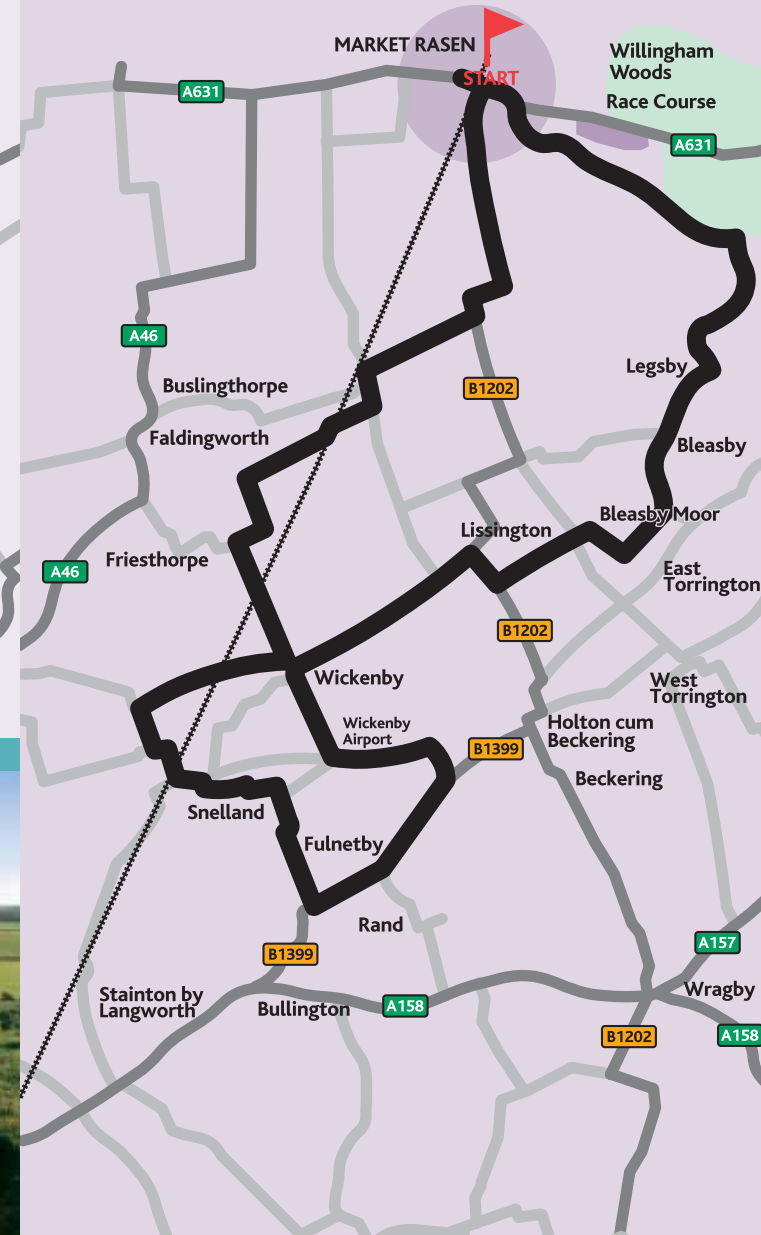 MARKET RASEN
START
Willingham
Woods
Race Course
A631
A631
A46
Legsby
Buslingthorpe
B1202
Faldingworth
Bleasby
Bleasby Moor
Lissington
Friesthorpe
A46
East
Torrington
B1202
Wickenby
West
Torrington
Wickenby
Airport
Holton cum
Beckering
B1399
Beckering
Snelland
Fulnetby
Rand
A157
B1399
Stainton by
Langworth
Bullington
A158
Wragby
B1202
A158